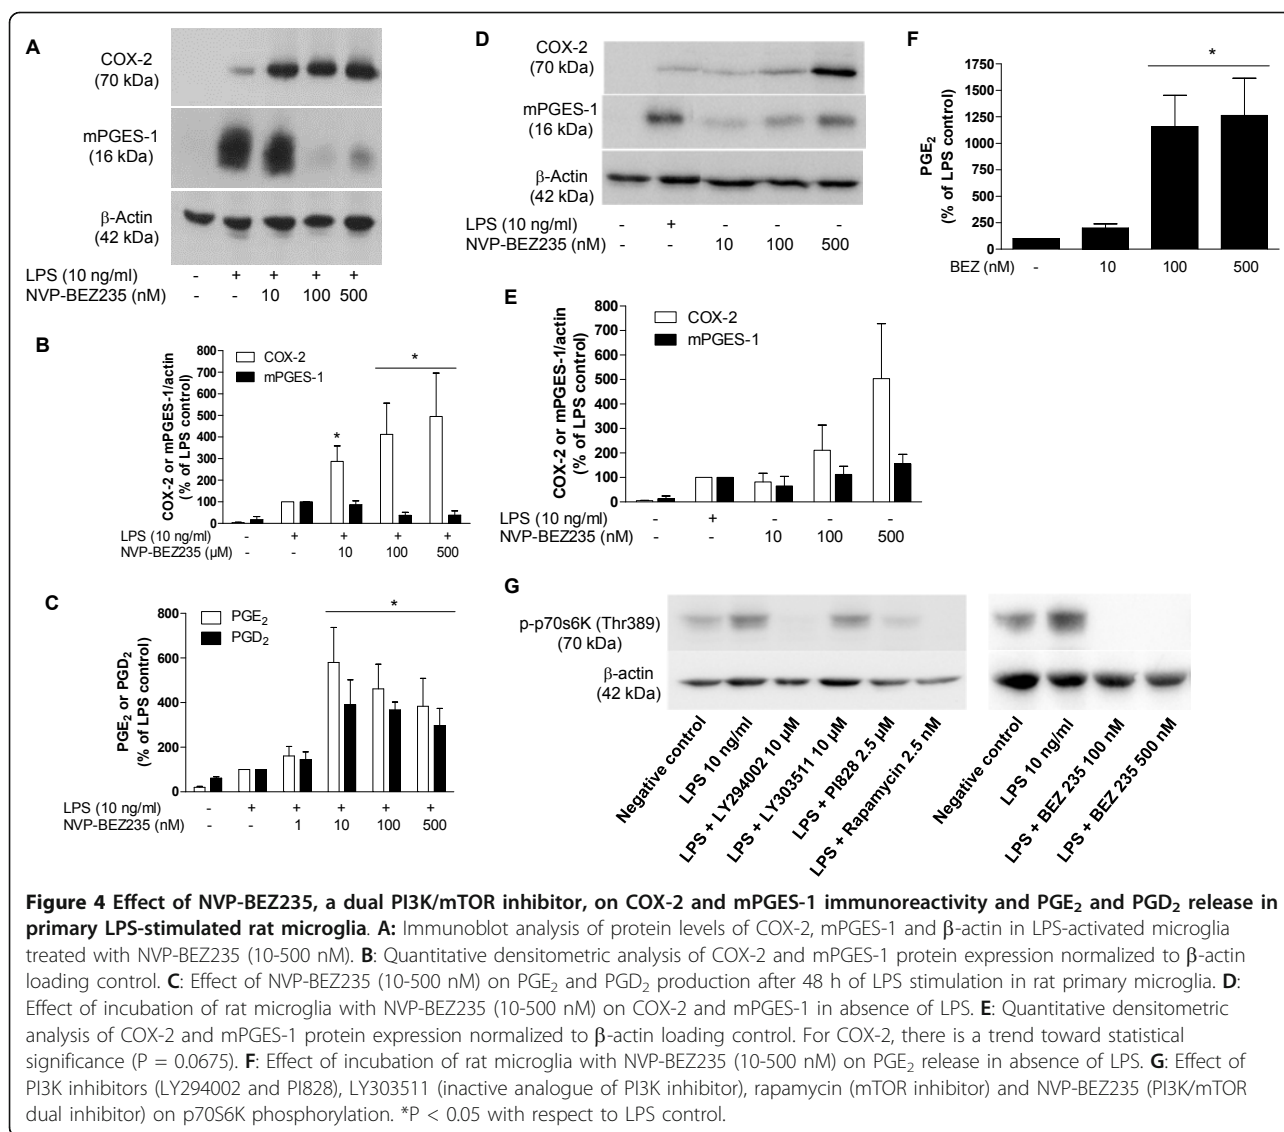 A
COX-2
(70 kDa)
mPGES-1
(16 kDa)
β-Actin
(42 kDa)
LPS (10 ng/ml) - + + + +
NVP-BEZ235 (nM) - - 10 100 500
B
COX-2 or mPGES-1/actin
(% of LPS control)
800
700
600
500
400
300
200
100
0
COX-2
mPGES-1
*
*
LPS (10 ng/ml) - + + + +
NVP-BEZ235 (µM) - - 10 100 500
C
PGE2 or PGD2
(% of LPS control)
800
600
400
200
0
PGE2
PGD2
*
LPS (10 ng/ml) - + + + + +
NVP-BEZ235 (nM) - - 1 10 100 500
D
COX-2
(70 kDa)
mPGES-1
(16 kDa)
β-Actin
(42 kDa)
LPS (10 ng/ml) - + - - -
NVP-BEZ235 (nM) - - 10 100 500
E
COX-2 or mPGES-1/actin
(% of LPS control)
800
700
600
500
400
300
200
100
0
COX-2
mPGES-1
LPS (10 ng/ml) - + - - -
NVP-BEZ235 (nM) - - 10 100 500
F
PGE2
(% of LPS control)
1750
1500
1250
1000
750
500
250
0
*
BEZ (nM) - 10 100 500
G
p-p70s6K (Thr389)
(70 kDa)
β-actin
(42 kDa)
Negative control
LPS 10 ng/ml
LPS + LY294002 10 µM
LPS + LY303511 10 µM
LPS + PI828 2.5 µM
LPS + Rapamycin 2.5 nM
Negative control
LPS 10 ng/ml
LPS + BEZ 235 100 nM
LPS + BEZ 235 500 nM
Figure 4 Effect of NVP-BEZ235, a dual PI3K/mTOR inhibitor, on COX-2 and mPGES-1 immunoreactivity and PGE2 and PGD2 release in
primary LPS-stimulated rat microglia. A: Immunoblot analysis of protein levels of COX-2, mPGES-1 and β-actin in LPS-activated microglia
treated with NVP-BEZ235 (10-500 nM). B: Quantitative densitometric analysis of COX-2 and mPGES-1 protein expression normalized to β-actin
loading control. C: Effect of NVP-BEZ235 (10-500 nM) on PGE2 and PGD2 production after 48 h of LPS stimulation in rat primary microglia. D:
Effect of incubation of rat microglia with NVP-BEZ235 (10-500 nM) on COX-2 and mPGES-1 in absence of LPS. E: Quantitative densitometric
analysis of COX-2 and mPGES-1 protein expression normalized to β-actin loading control. For COX-2, there is a trend toward statistical
significance (P = 0.0675). F: Effect of incubation of rat microglia with NVP-BEZ235 (10-500 nM) on PGE2 release in absence of LPS. G: Effect of
PI3K inhibitors (LY294002 and PI828), LY303511 (inactive analogue of PI3K inhibitor), rapamycin (mTOR inhibitor) and NVP-BEZ235 (PI3K/mTOR
dual inhibitor) on p70S6K phosphorylation. *P < 0.05 with respect to LPS control.